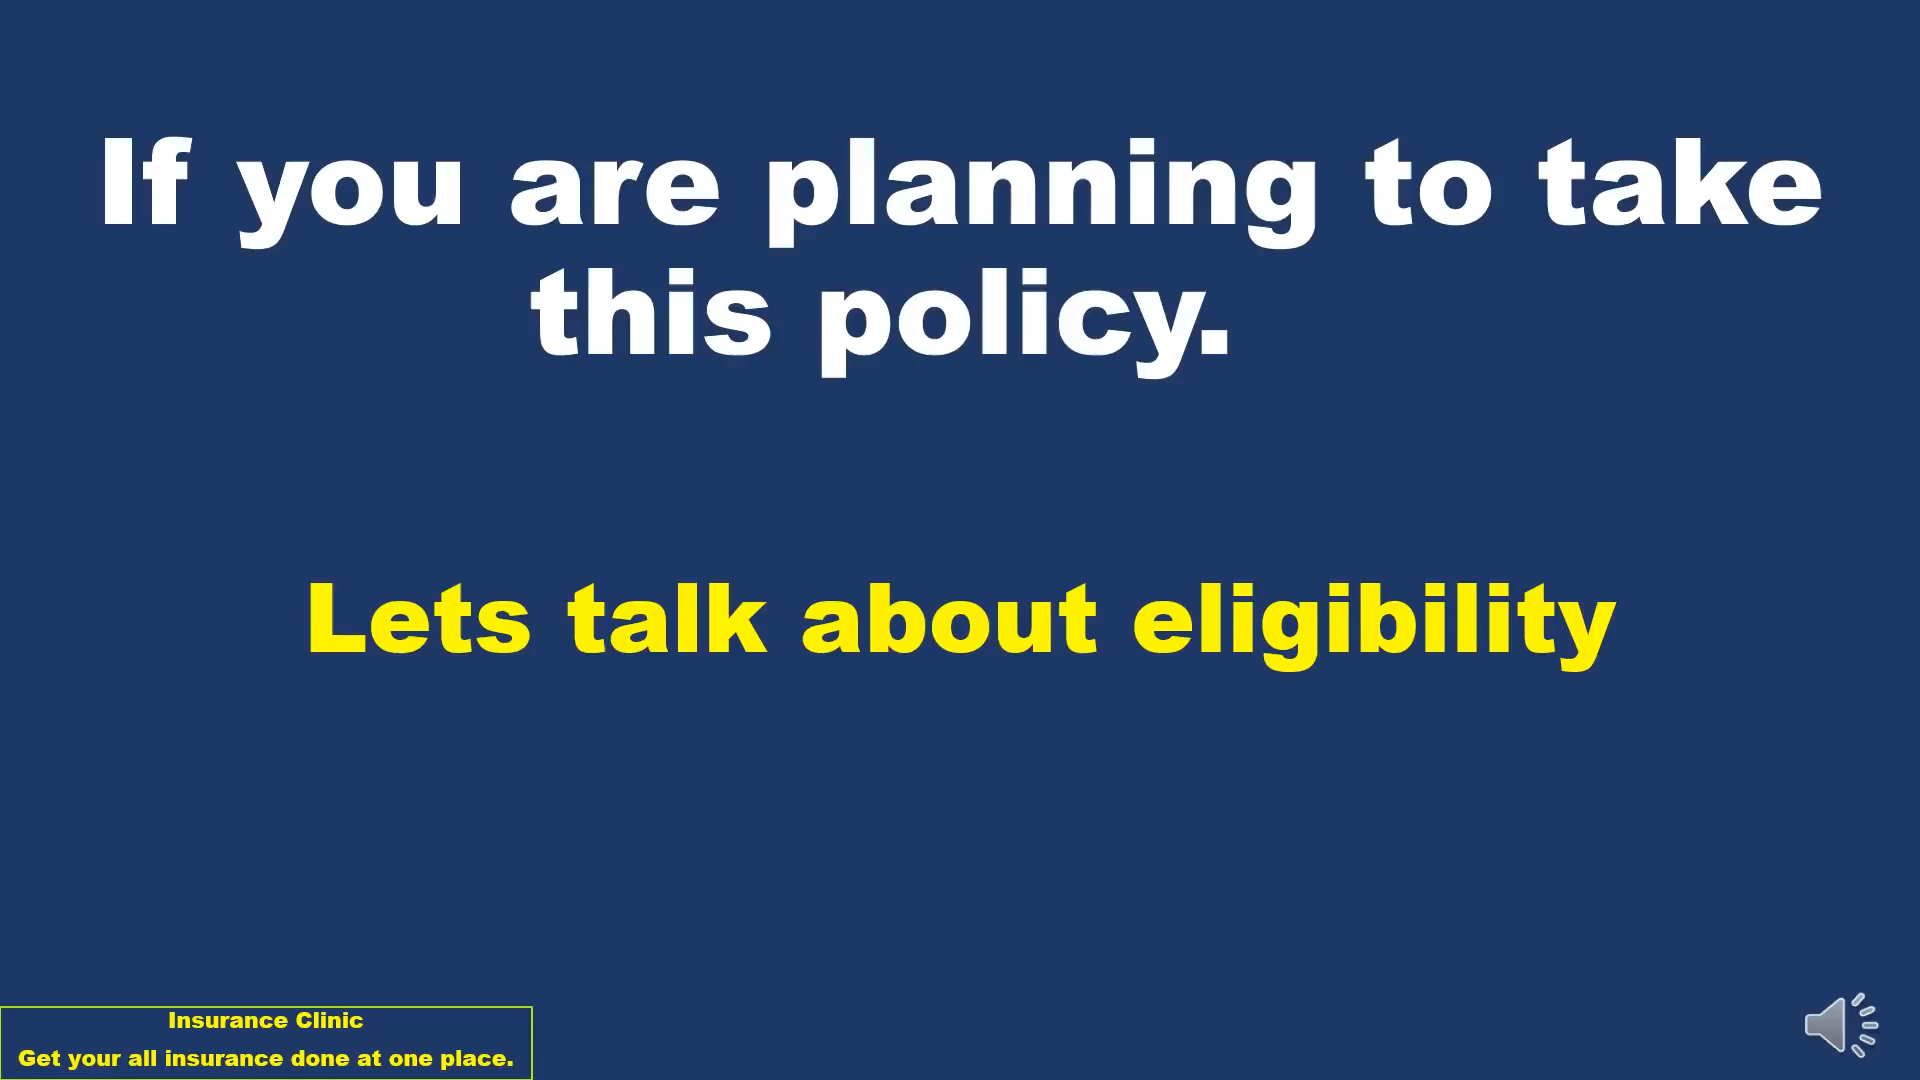 If you are planning to take
this policy.
Lets talk about eligibility
Insurance Clinic
Get your all insurance done at one place.